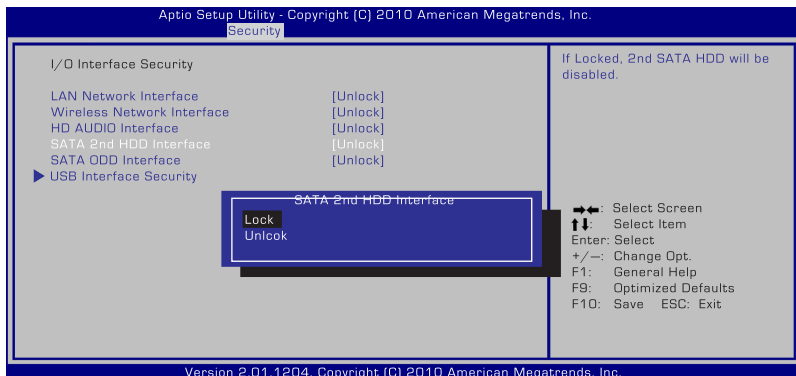 Aptio Setup Utility - Copyright (C) 2010 American Megatrends, Inc.
Security
I/O Interface Security
LAN Network Interface [Unlock]
Wireless Network Interface [Unlock]
HD AUDIO Interface [Unlock]
SATA 2nd HDD Interface [Unlock]
SATA ODD Interface [Unlock]
USB Interface Security
SATA 2nd HDD Interface
Lock
Unlcok
If Locked, 2nd SATA HDD will be
disabled.
→←: Select Screen
↑↓: Select Item
Enter: Select
+/—: Change Opt.
F1: General Help
F9: Optimized Defaults
F10: Save ESC: Exit
Version 2.01.1204. Copyright (C) 2010 American Megatrends, Inc.